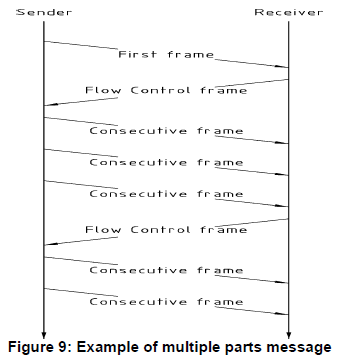 Sender Receiver
First frame
Flow Control frame
Consecutive frame
Consecutive frame
Consecutive frame
Flow Control frame
Consecutive frame
Consecutive frame
Figure 9: Example of multiple parts message